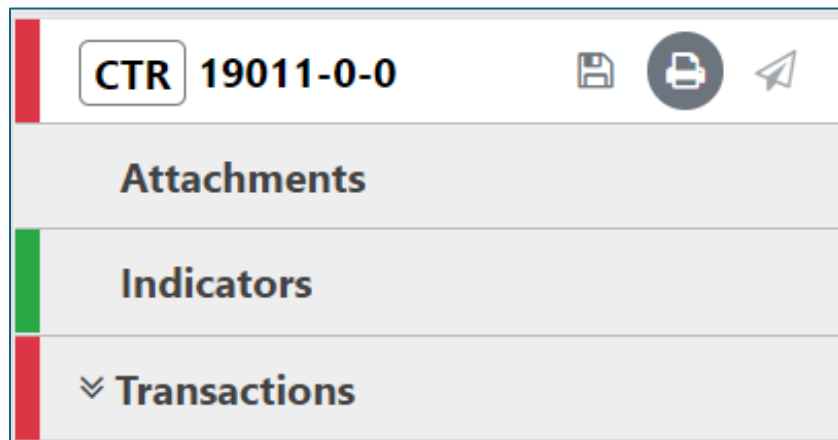 CTR 19011-0-0
Attachments
Indicators
Transactions